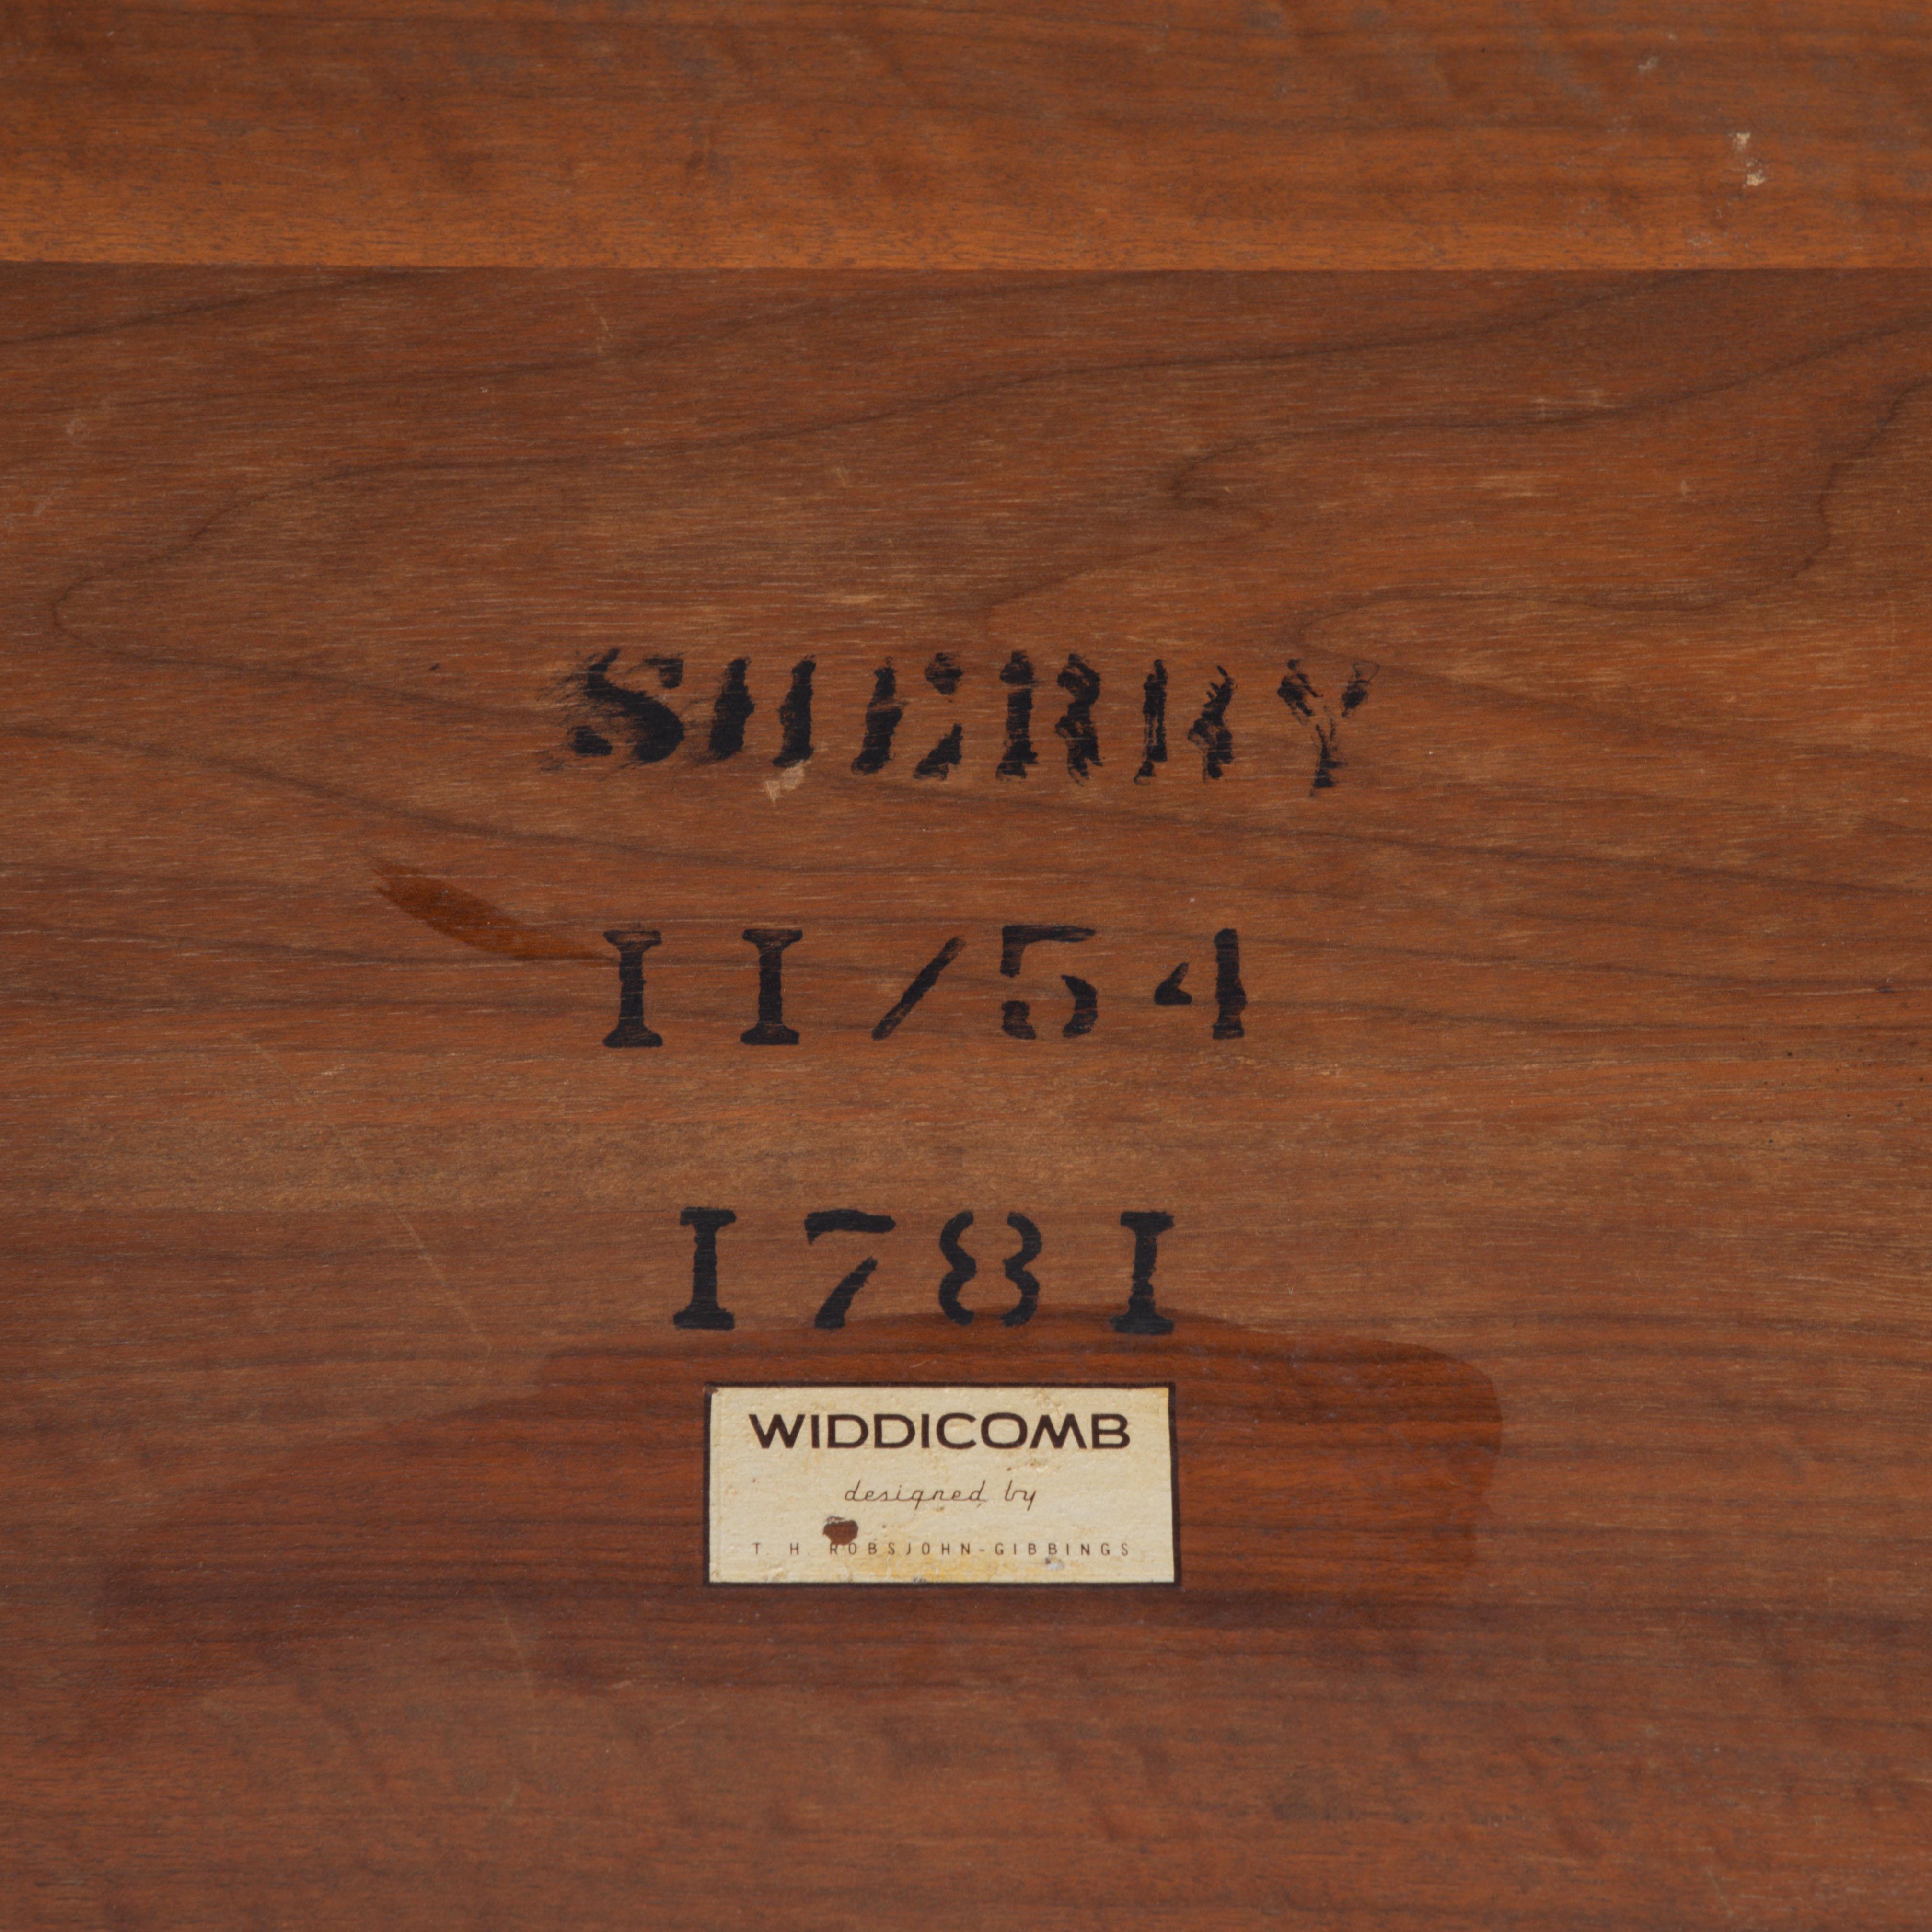 SHERRY
11/54
1781
WIDDICOMB
designed by
T. H. ROBSJOHN-GIBBINGS